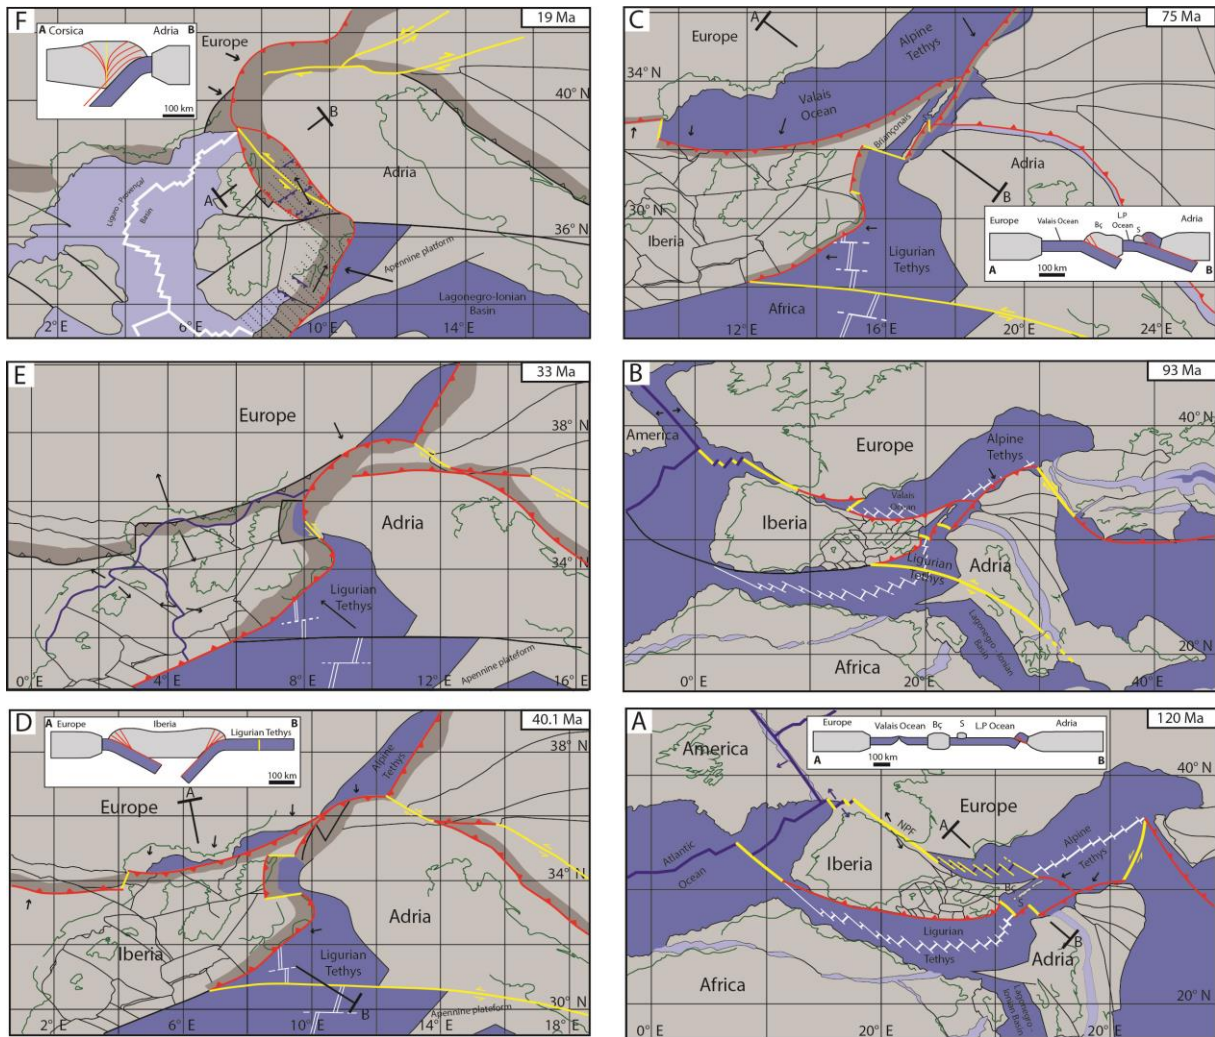 F
19 Ma
A Corsica
Adria B
100 km
Europe
40° N
B
A
Adria
Liguro - Provençal
Basin
36° N
Apennine platform
Lagonegro-Ionian
Basin
2° E
6° E
10° E
14° E
C
75 Ma
A
Europe
Alpine
Tethys
34° N
Valais
Ocean
Briançonais
Adria
B
30° N
Iberia
Ligurian
Tethys
Africa
Europe
Valais Ocean
Bç
L.P
Ocean
S
Adria
A
100 km
B
12° E
16° E
20° E
24° E
E
33 Ma
Europe
38° N
Adria
34° N
Ligurian
Tethys
Apennine plateform
0° E
4° E
8° E
12° E
16° E
B
93 Ma
America
Europe
Alpine
Tethys
40° N
Valais
Ocean
Iberia
Ligurian
Tethys
Adria
Lagonegro - Ionian
Basin
Africa
20° N
0° E
20° E
40° E
D
40.1 Ma
A Europe
Iberia
B
Ligurian Tethys
100 km
38° N
Alpine
Tethys
Europe
A
34° N
Adria
Iberia
Ligurian
Tethys
B
Apennine plateform
30° N
2° E
6° E
10° E
14° E
18° E
A
120 Ma
Europe
Valais Ocean
Bç
S
L.P Ocean
Adria
A
100 km
B
America
40° N
Europe
A
NPF
Atlantic
Ocean
Iberia
Alpine
Tethys
Bç
S
Ligurian
Tethys
B
Adria
Africa
Lagonegro -
Ionian Basin
20° N
0° E
20° E
20° E